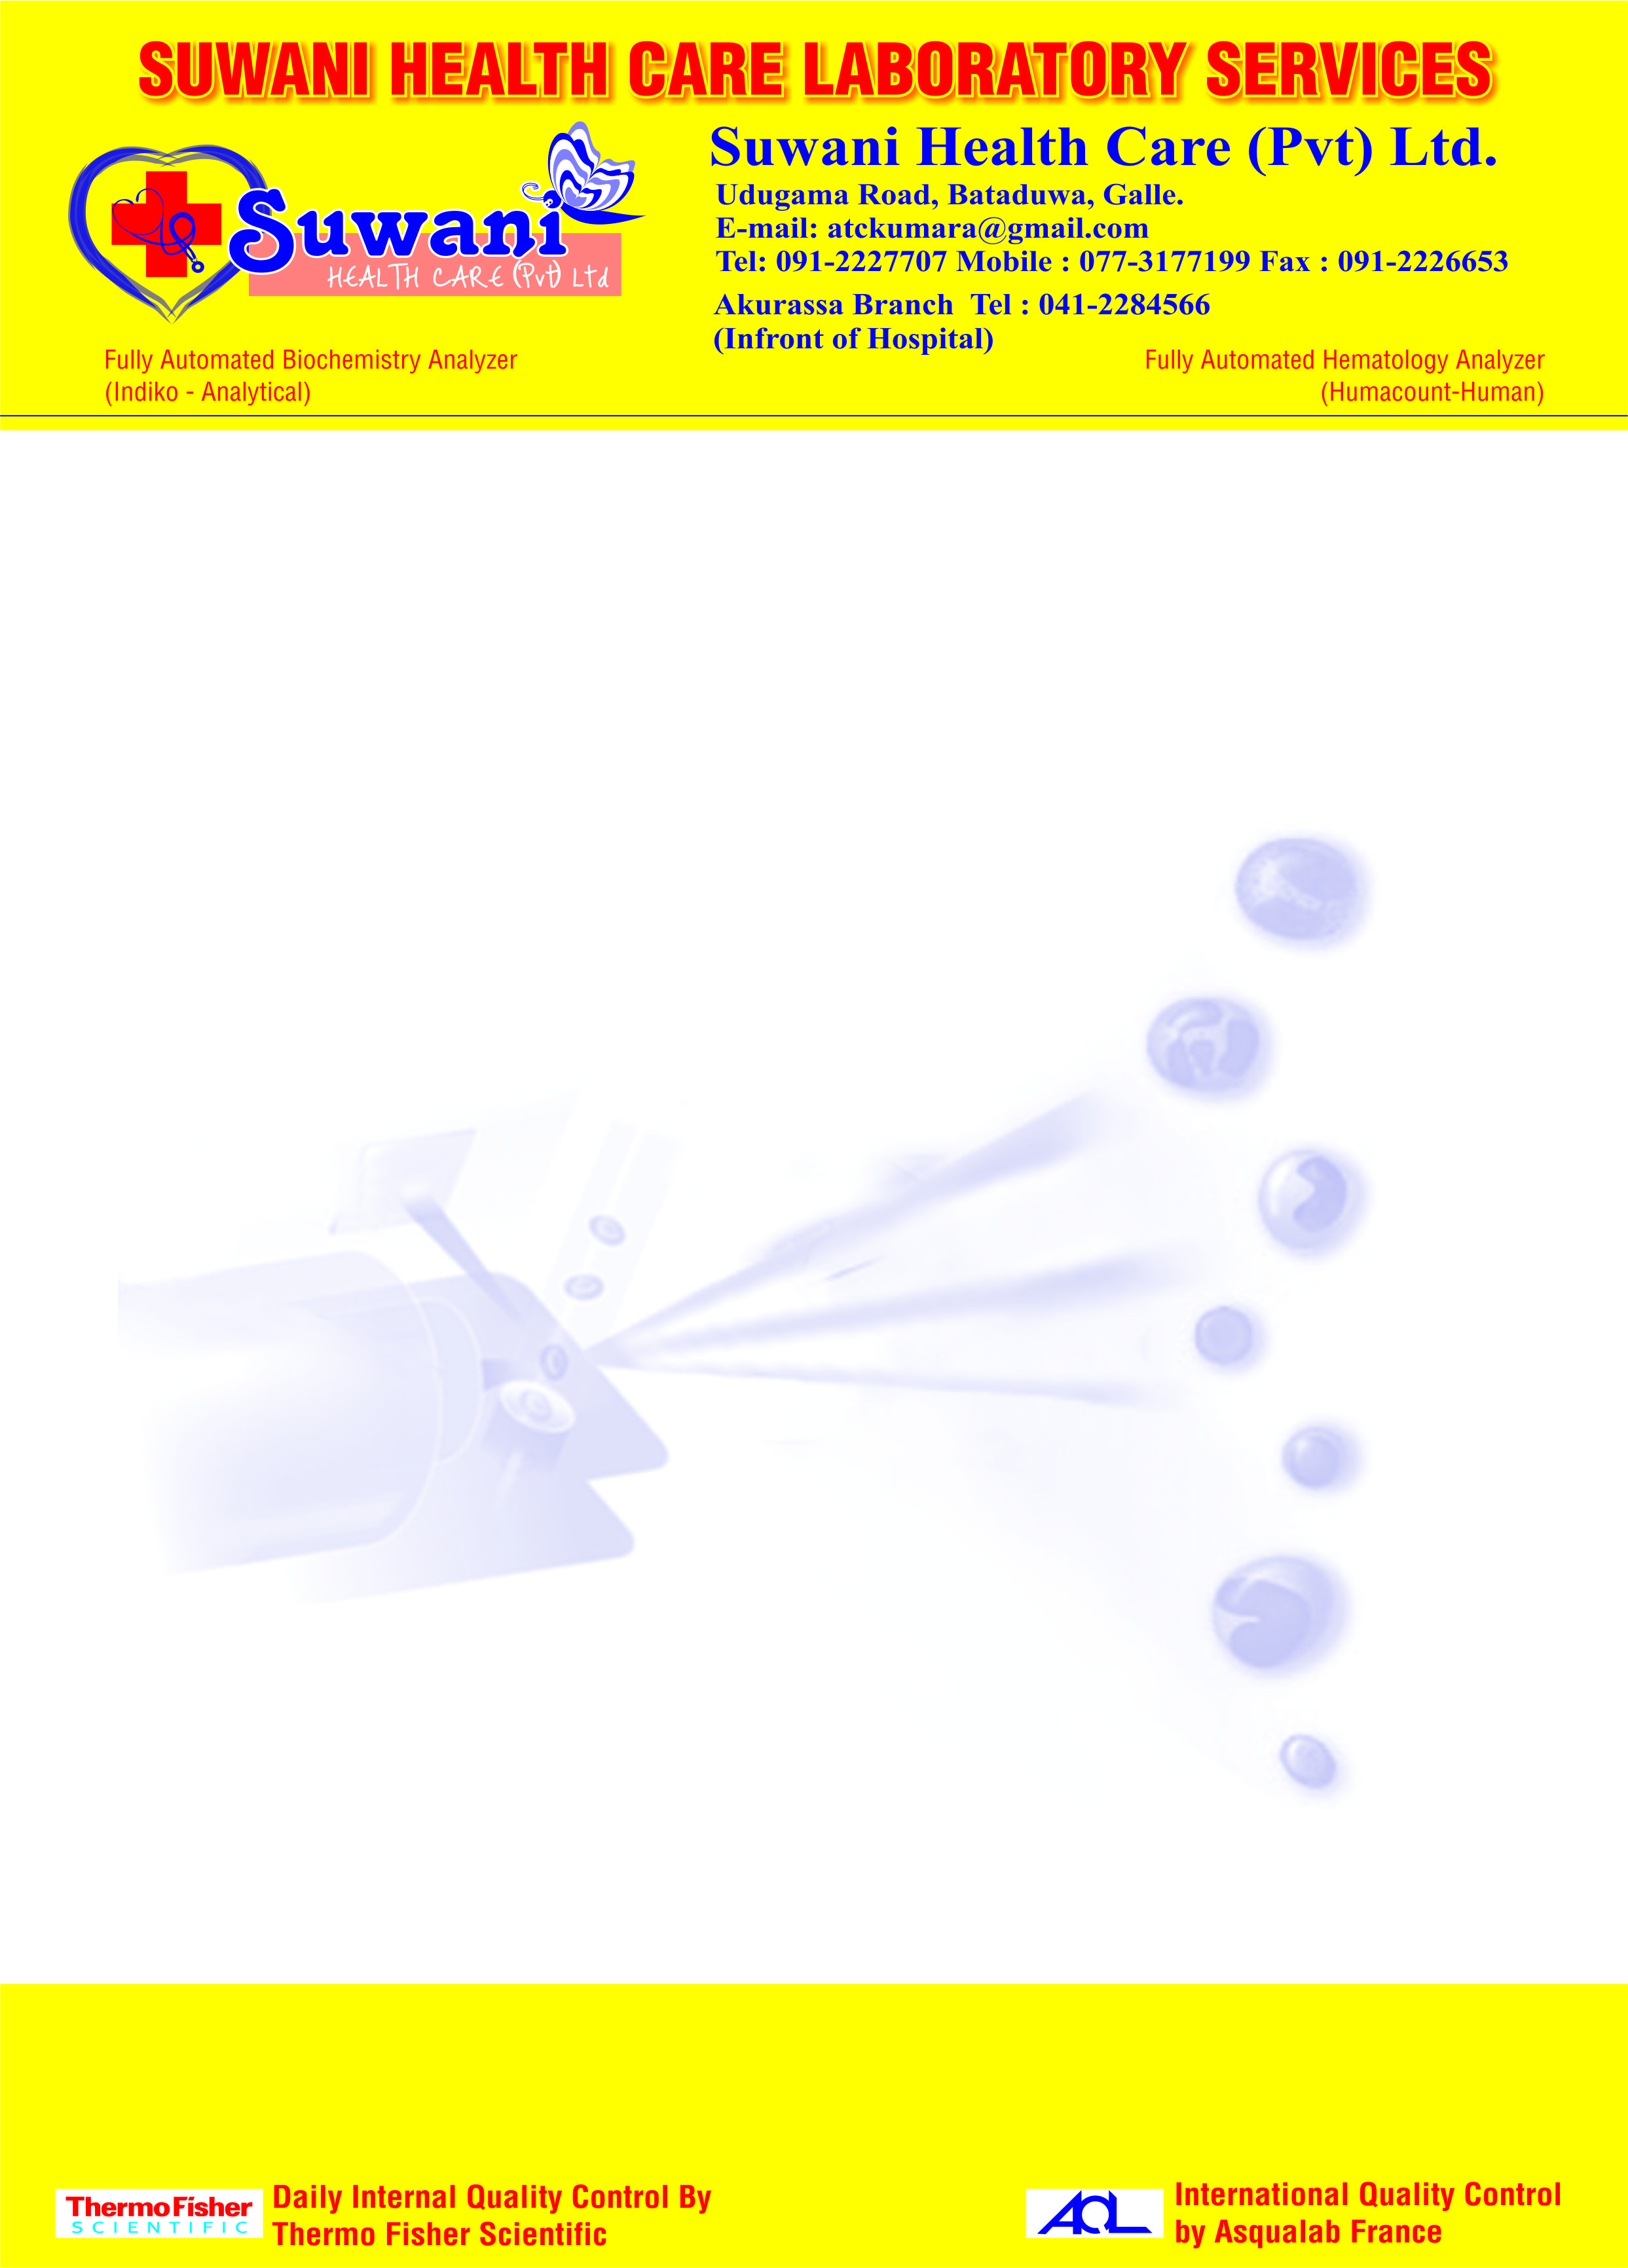 SUWANI HEALTH CARE LABORATORY SERVICES
Suwani
HEALTH CARE (Pvt) Ltd
Suwani Health Care (Pvt) Ltd.
Udugama Road, Bataduwa, Galle.
E-mail: atckumara@gmail.com
Tel: 091-2227707 Mobile : 077-3177199 Fax : 091-2226653
Akurassa Branch Tel : 041-2284566
(Infront of Hospital)
Fully Automated Biochemistry Analyzer
(Indiko - Analytical)
Fully Automated Hematology Analyzer
(Humacount-Human)
ThermoFisher
SCIENTIFIC
Daily Internal Quality Control By
Thermo Fisher Scientific
AQL
International Quality Control
by Asqualab France